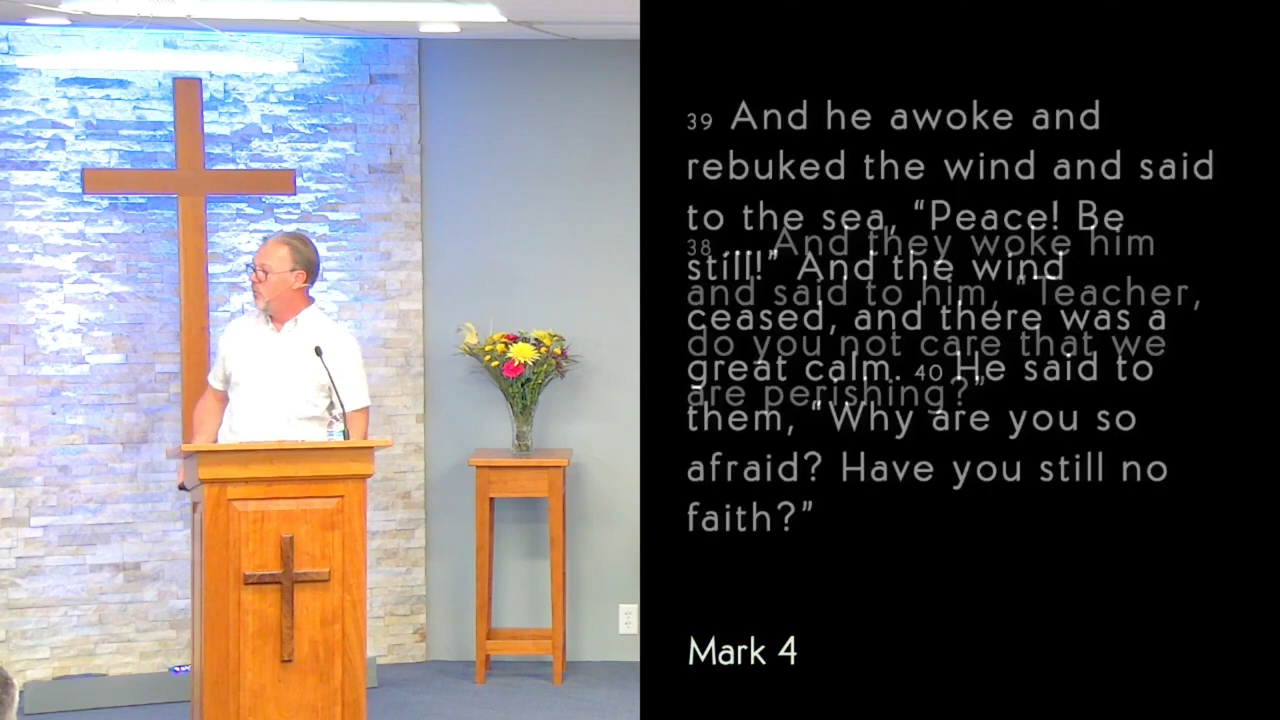 39 And he awoke and
rebuked the wind and said
to the sea, “Peace! Be
still!” And the wind
ceased, and there was a
great calm. 40 He said to
them, “Why are you so
afraid? Have you still no
faith?”
38 ... And they woke him
and said to him, “Teacher,
do you not care that we
are perishing?”
Mark 4